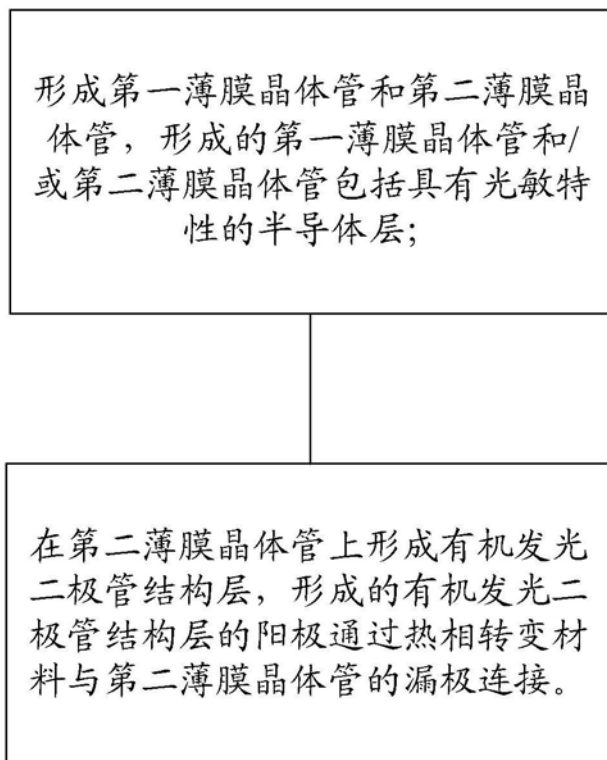 形成第一薄膜晶体管和第二薄膜晶
体管，形成的第一薄膜晶体管和/
或第二薄膜晶体管包括具有光敏特
性的半导体层;
在第二薄膜晶体管上形成有机发光
二极管结构层，形成的有机发光二
极管结构层的阳极通过热相转变材
料与第二薄膜晶体管的漏极连接。